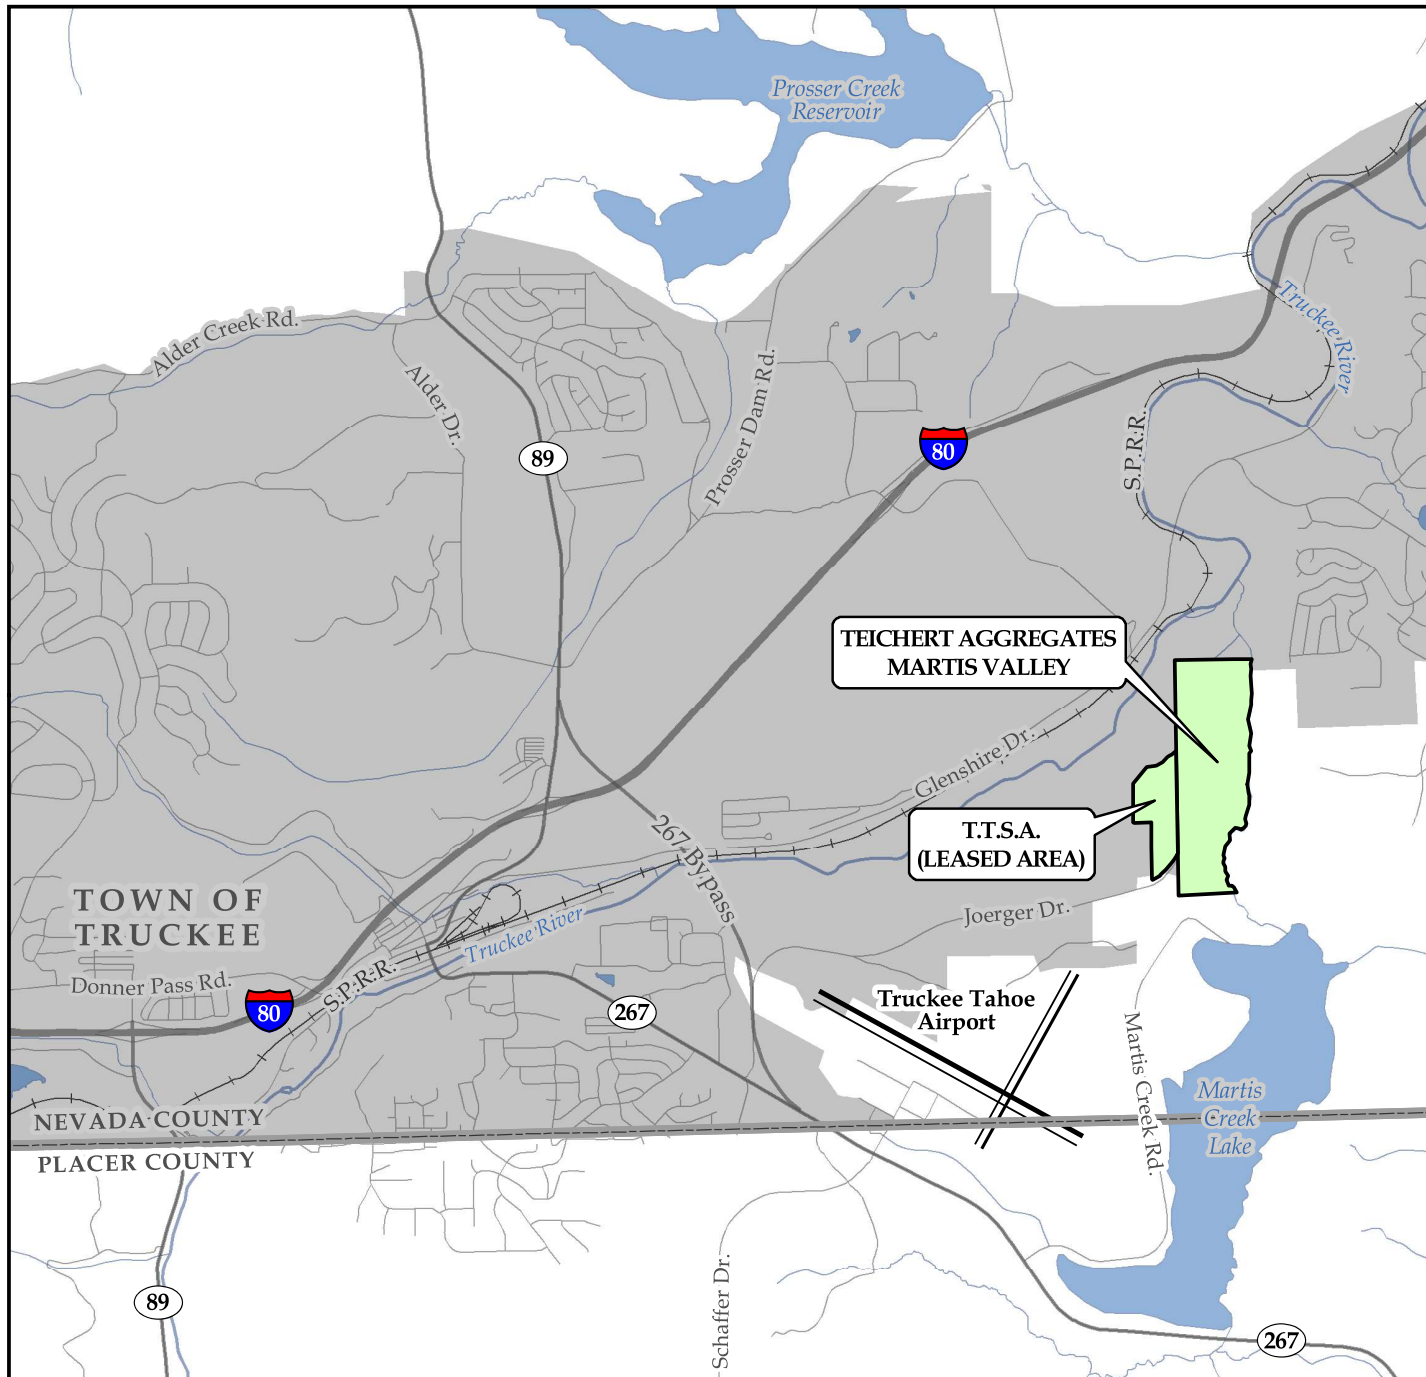 Prosser Creek
Reservoir
Alder Creek Rd.
Alder Dr.
89
Prosser Dam Rd.
80
S.P.R.R.
Truckee River
TEICHERT AGGREGATES
MARTIS VALLEY
Glenshire Dr.
T.T.S.A.
(LEASED AREA)
267 Bypass
TOWN OF
TRUCKEE
Donner Pass Rd.
80
S.P.R.R.
Truckee River
Joerger Dr.
267
Truckee Tahoe
Airport
Martis Creek Rd.
Martis
Creek
Lake
NEVADA COUNTY
PLACER COUNTY
89
Schaffer Dr.
267